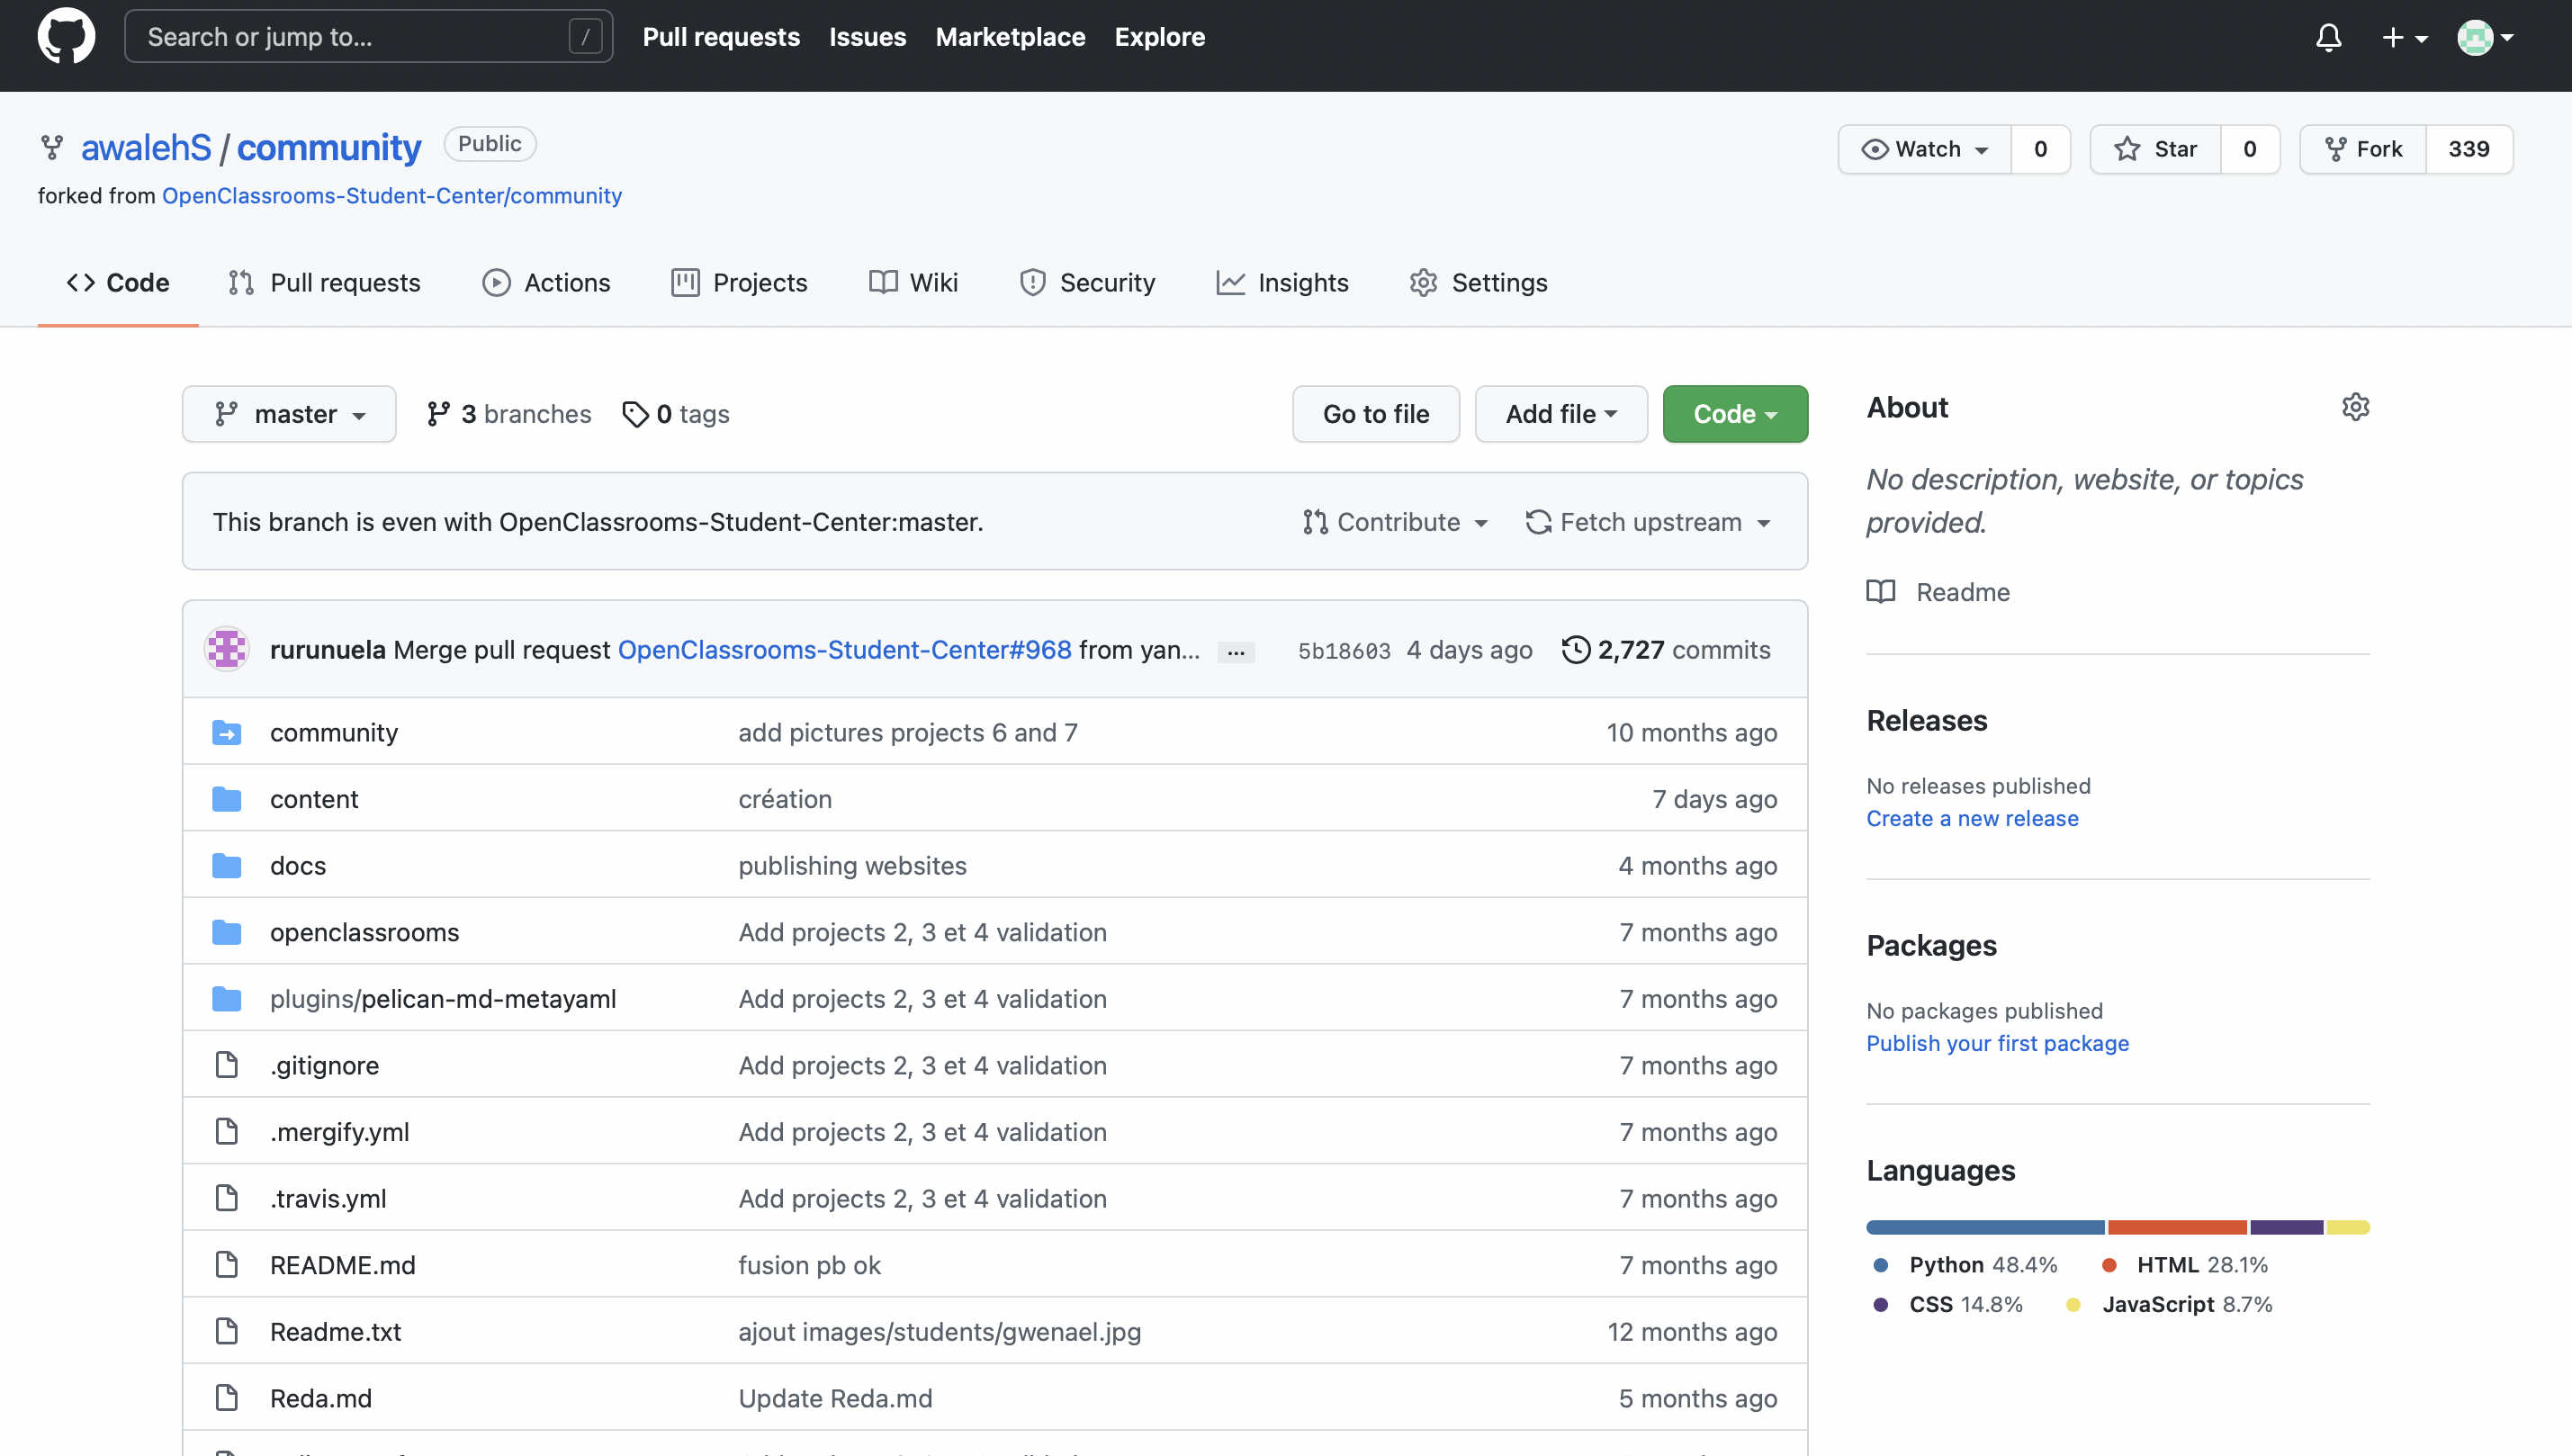 Search or jump to... /
Pull requests Issues Marketplace Explore
awalehS / community Public
forked from OpenClassrooms-Student-Center/community
Watch 0 Star 0 Fork 339
Code Pull requests Actions Projects Wiki Security Insights Settings
master 3 branches 0 tags Go to file Add file Code
This branch is even with OpenClassrooms-Student-Center:master. Contribute Fetch upstream
rurunuela Merge pull request OpenClassrooms-Student-Center#968 from yan... ... 5b18603 4 days ago 2,727 commits
community add pictures projects 6 and 7 10 months ago
content création 7 days ago
docs publishing websites 4 months ago
openclassrooms Add projects 2, 3 et 4 validation 7 months ago
plugins/pelican-md-metayaml Add projects 2, 3 et 4 validation 7 months ago
.gitignore Add projects 2, 3 et 4 validation 7 months ago
.mergify.yml Add projects 2, 3 et 4 validation 7 months ago
.travis.yml Add projects 2, 3 et 4 validation 7 months ago
README.md fusion pb ok 7 months ago
Readme.txt ajout images/students/gwenael.jpg 12 months ago
Reda.md Update Reda.md 5 months ago
About
No description, website, or topics
provided.
Readme
Releases
No releases published
Create a new release
Packages
No packages published
Publish your first package
Languages
Python 48.4% HTML 28.1%
CSS 14.8% JavaScript 8.7%